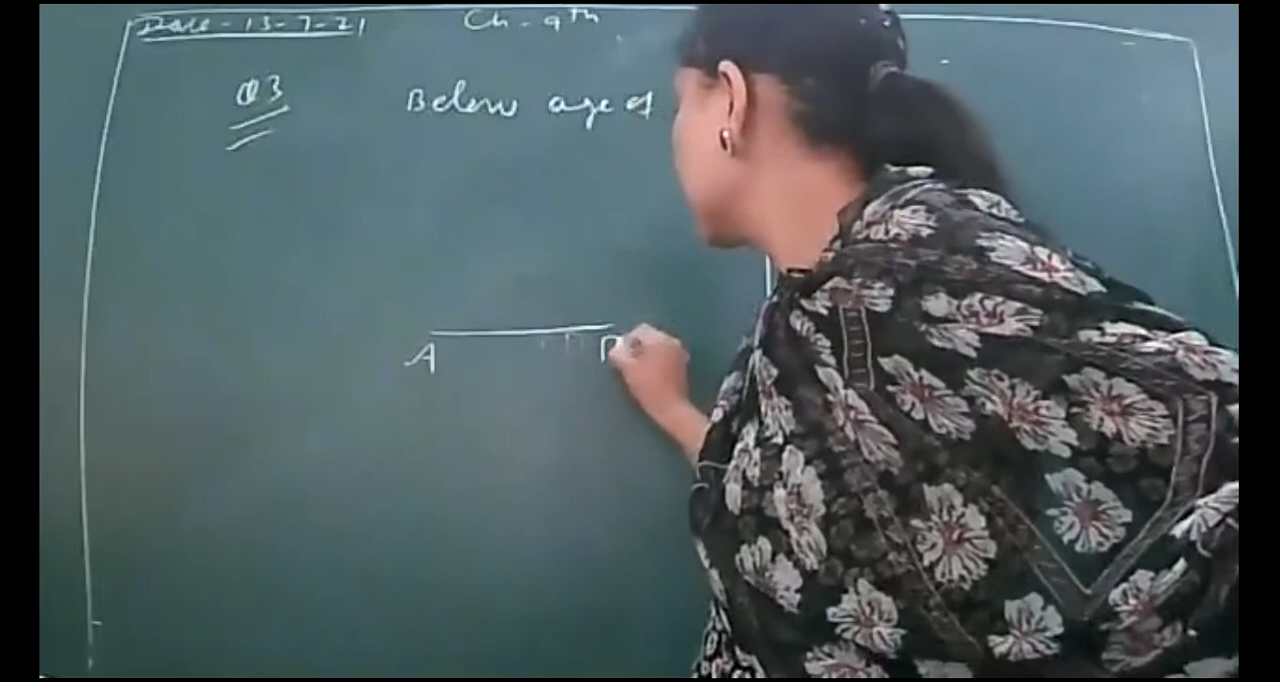 Date - 13-7-21
Ch - 9th
Q3
Below age of
A